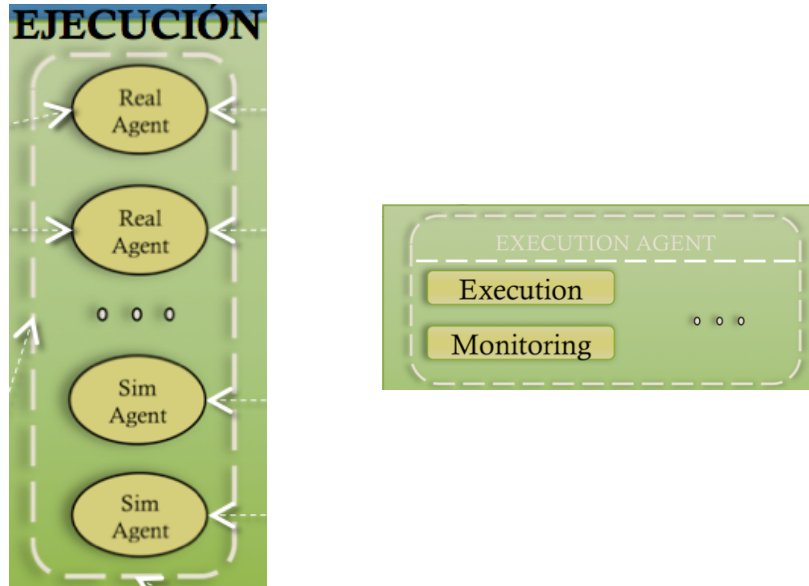 EJECUCIÓN
Real
Agent
Real
Agent
Sim
Agent
Sim
Agent
EXECUTION AGENT
Execution
Monitoring